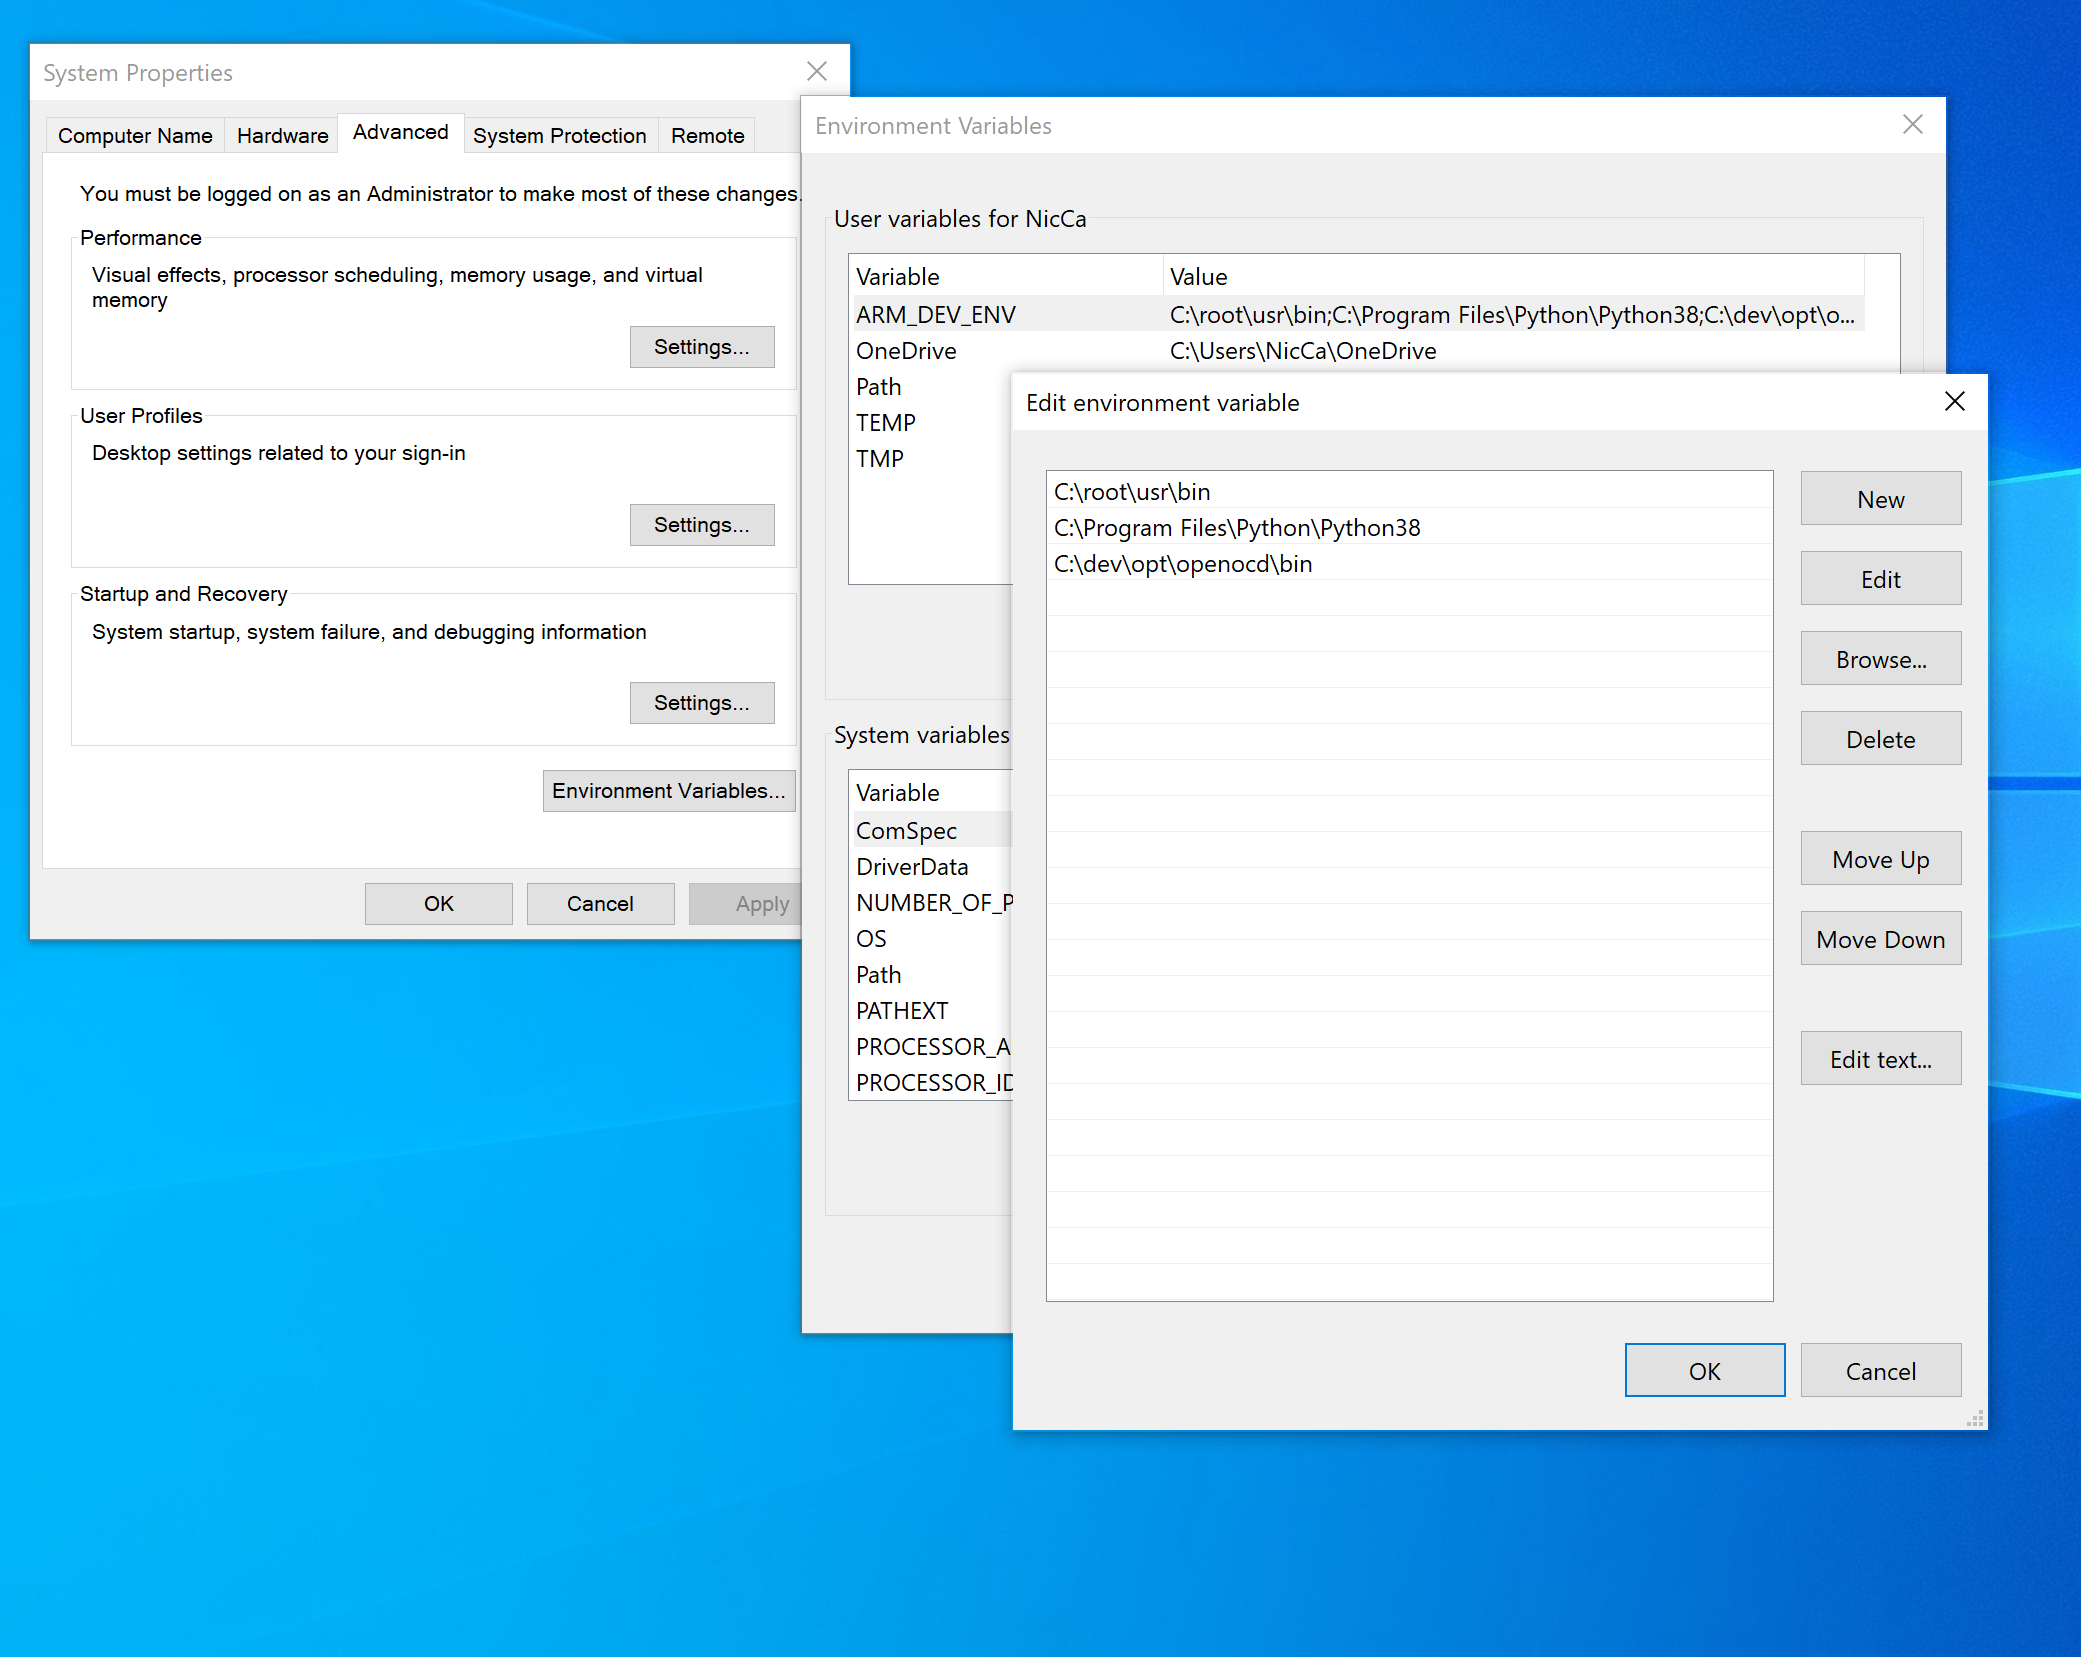 System Properties
Computer Name
Hardware
Advanced
System Protection
Remote
You must be logged on as an Administrator to make most of these changes.
Performance
Visual effects, processor scheduling, memory usage, and virtual
memory
Settings...
User Profiles
Desktop settings related to your sign-in
Settings...
Startup and Recovery
System startup, system failure, and debugging information
Settings...
Environment Variables...
OK
Cancel
Apply
Environment Variables
User variables for NicCa
Variable Value
ARM_DEV_ENV C:\root\usr\bin;C:\Program Files\Python\Python38;C:\dev\opt\o...
OneDrive C:\Users\NicCa\OneDrive
Path
TEMP
TMP
System variables
Variable
ComSpec
DriverData
NUMBER_OF_P
OS
Path
PATHEXT
PROCESSOR_A
PROCESSOR_ID
Edit environment variable
C:\root\usr\bin
C:\Program Files\Python\Python38
C:\dev\opt\openocd\bin
New
Edit
Browse...
Delete
Move Up
Move Down
Edit text...
OK
Cancel